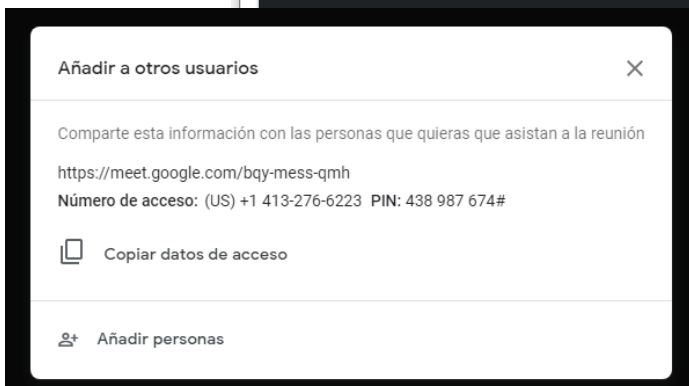 Añadir a otros usuarios
Comparte esta información con las personas que quieras que asistan a la reunión
https://meet.google.com/bqy-mess-qmh
Número de acceso: (US) +1 413-276-6223 PIN: 438 987 674#
Copiar datos de acceso
Añadir personas